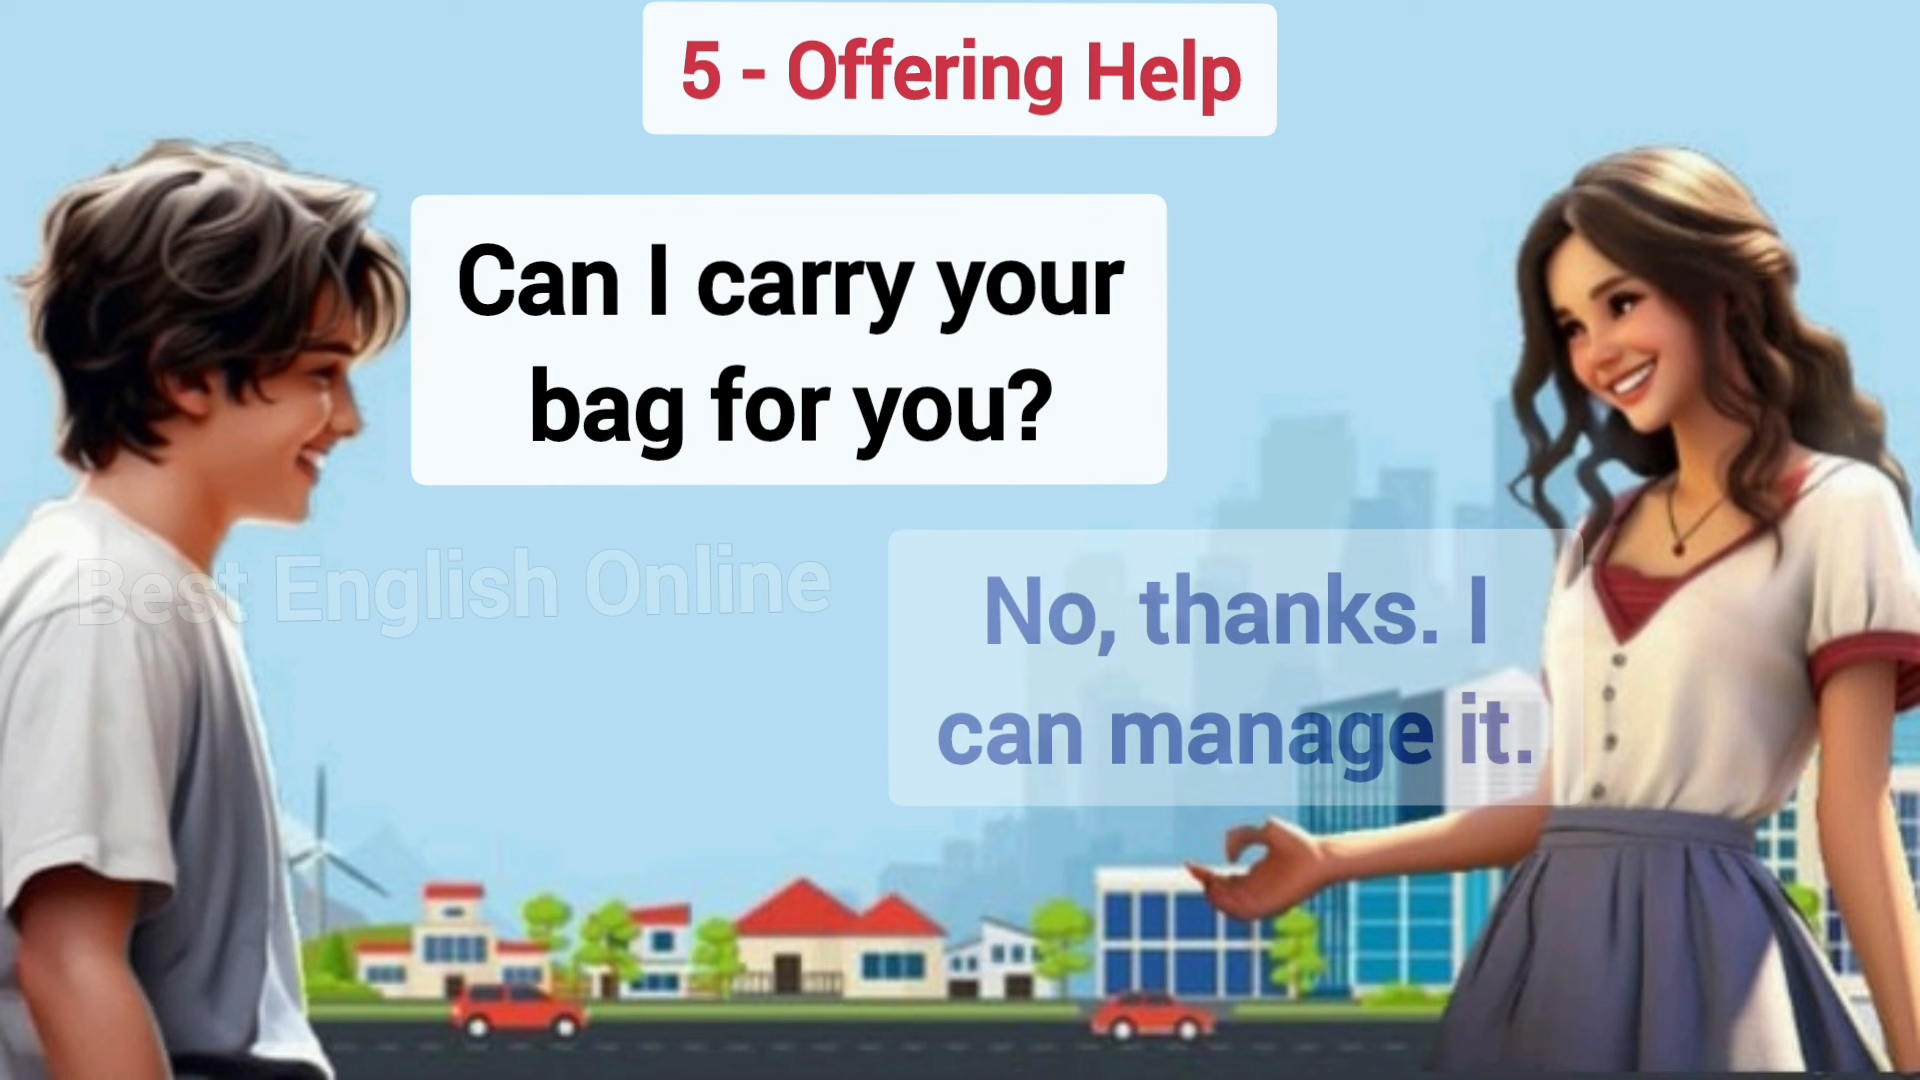 5 - Offering Help
Can I carry your
bag for you?
Best English Online
No, thanks. I
can manage it.